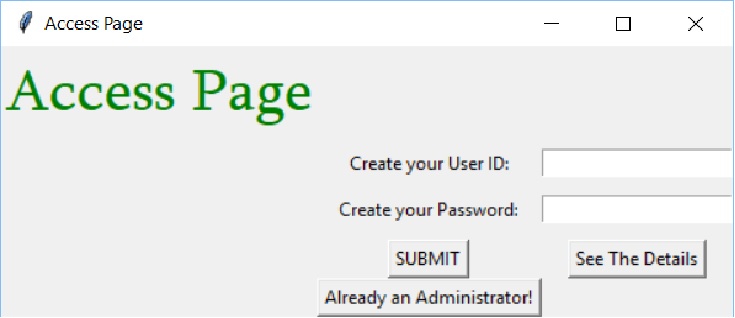 Access Page
Access Page
Create your User ID:
Create your Password:
SUBMIT See The Details
Already an Administrator!